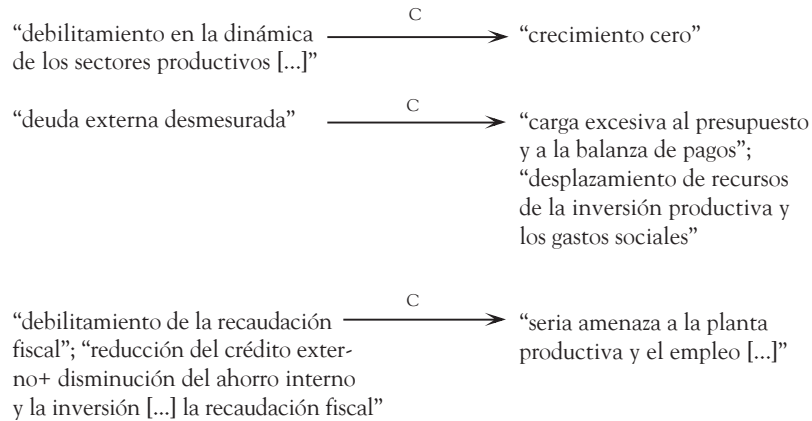 “debilitamiento en la dinámica
de los sectores productivos [...]”
C
“crecimiento cero”
“deuda externa desmesurada”
C
“carga excesiva al presupuesto
y a la balanza de pagos”;
“desplazamiento de recursos
de la inversión productiva y
los gastos sociales”
“debilitamiento de la recaudación
fiscal”; “reducción del crédito exter-
no+ disminución del ahorro interno
y la inversión [...] la recaudación fiscal”
C
“seria amenaza a la planta
productiva y el empleo [...]”